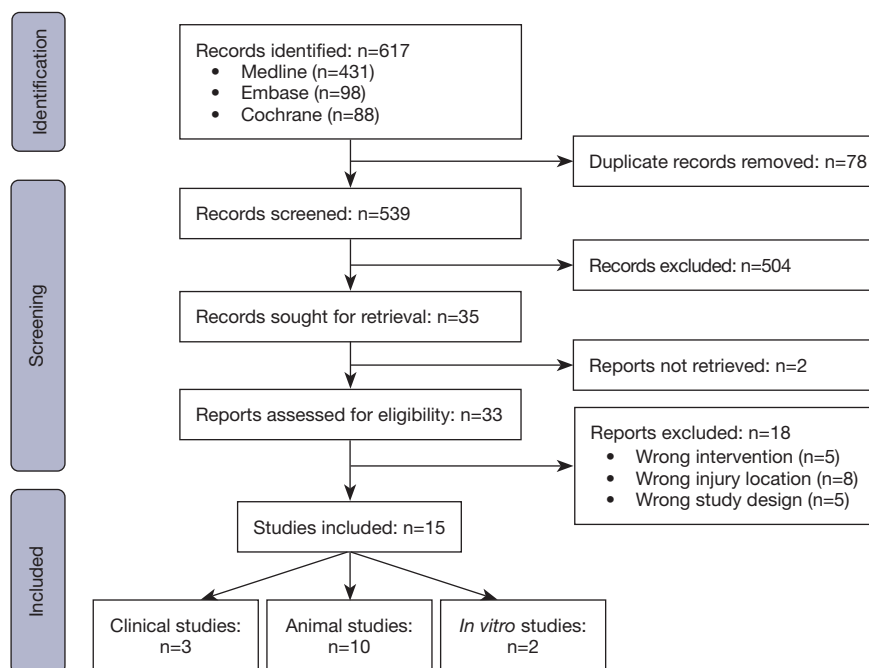 Identification
Records identified: n=617
• Medline (n=431)
• Embase (n=98)
• Cochrane (n=88)
Duplicate records removed: n=78
Screening
Records screened: n=539
Records excluded: n=504
Records sought for retrieval: n=35
Reports not retrieved: n=2
Reports assessed for eligibility: n=33
Reports excluded: n=18
• Wrong intervention (n=5)
• Wrong injury location (n=8)
• Wrong study design (n=5)
Included
Studies included: n=15
Clinical studies:
n=3
Animal studies:
n=10
In vitro studies:
n=2